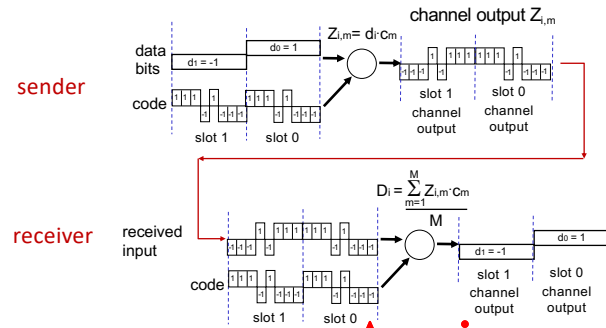 channel output Zi,m
Zi,m= di·cm
data
bits
d0 = 1
d1 = -1
sender
code
1 1 1 -1 1 -1 -1 -1
1 1 1 -1 1 -1 -1 -1
slot 1
slot 0
-1 -1 -1 1 -1 1 1 1
1 1 1 -1 1 -1 -1 -1
slot 1
channel
output
slot 0
channel
output
M
Di = Σ Zi,m·cm
m=1
M
receiver
received
input
-1 -1 -1 1 -1 1 1 1
1 1 1 -1 1 -1 -1 -1
code
1 1 1 -1 1 -1 -1 -1
1 1 1 -1 1 -1 -1 -1
slot 1
slot 0
d0 = 1
d1 = -1
slot 1
channel
output
slot 0
channel
output